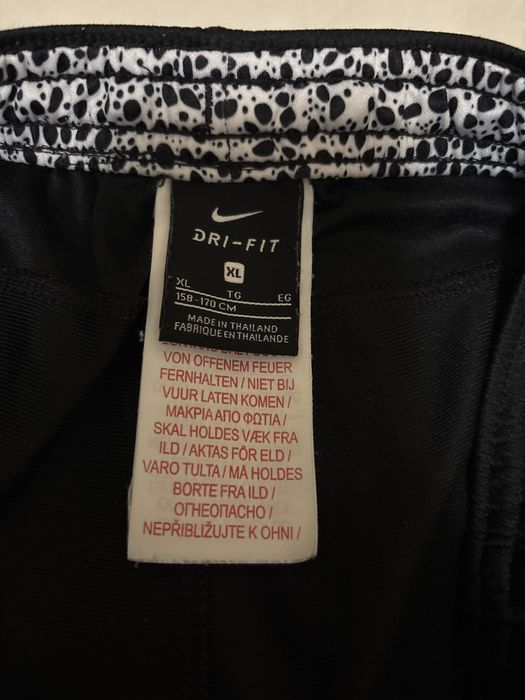 DRI-FIT
XL
XL TG EG
158-170 CM
MADE IN THAILAND
FABRIQUE EN THAILANDE
VON OFFENEM FEUER
FERNHALTEN / NIET BIJ
VUUR LATEN KOMEN /
ΜΑΚΡΙΑ ΑΠΟ ΦΩΤΙΑ /
SKAL HOLDES VÆK FRA
ILD / AKTAS FÖR ELD /
VARO TULTA / MÅ HOLDES
BORTE FRA ILD /
ОГНЕОПАСНО /
NEPŘIBLIŽUJTE K OHNI /